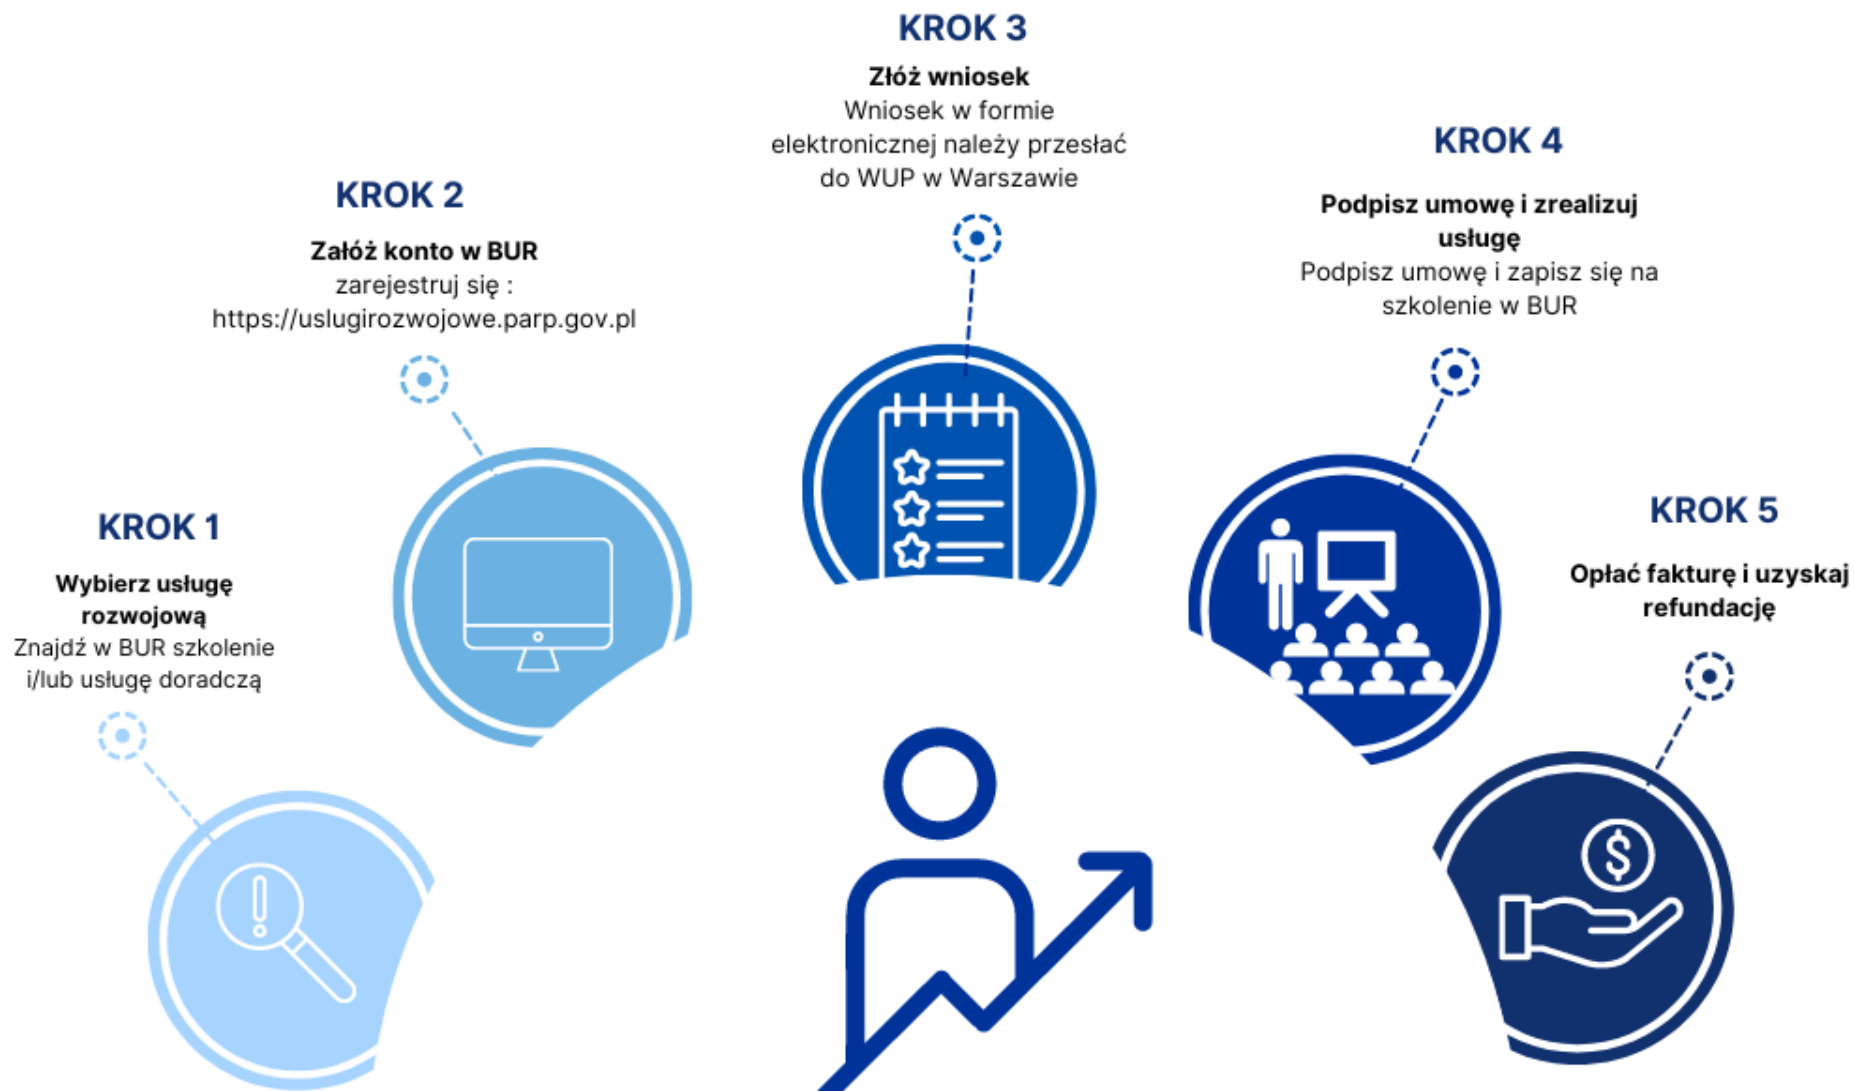 KROK 1
Wybierz usługę
rozwojową
Znajdź w BUR szkolenie
i/lub usługę doradczą
KROK 2
Załóż konto w BUR
zarejestruj się :
https://uslugirozwojowe.parp.gov.pl
KROK 3
Złóż wniosek
Wniosek w formie
elektronicznej należy przesłać
do WUP w Warszawie
KROK 4
Podpisz umowę i zrealizuj
usługę
Podpisz umowę i zapisz się na
szkolenie w BUR
KROK 5
Opłać fakturę i uzyskaj
refundację